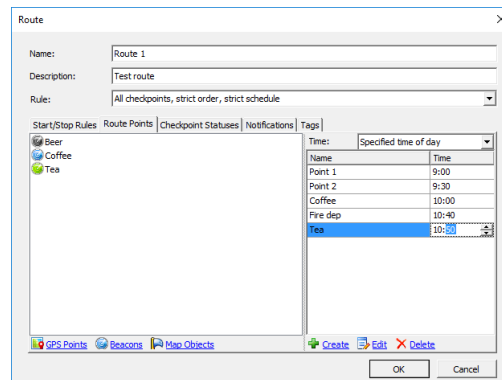 Route
Name: Route 1
Description: Test route
Rule: All checkpoints, strict order, strict schedule
Start/Stop Rules Route Points Checkpoint Statuses Notifications Tags
Beer
Coffee
Tea
Time: Specified time of day
Name Time
Point 1 9:00
Point 2 9:30
Coffee 10:00
Fire dep 10:40
Tea 10:50
GPS Points Beacons Map Objects
Create Edit Delete
OK Cancel